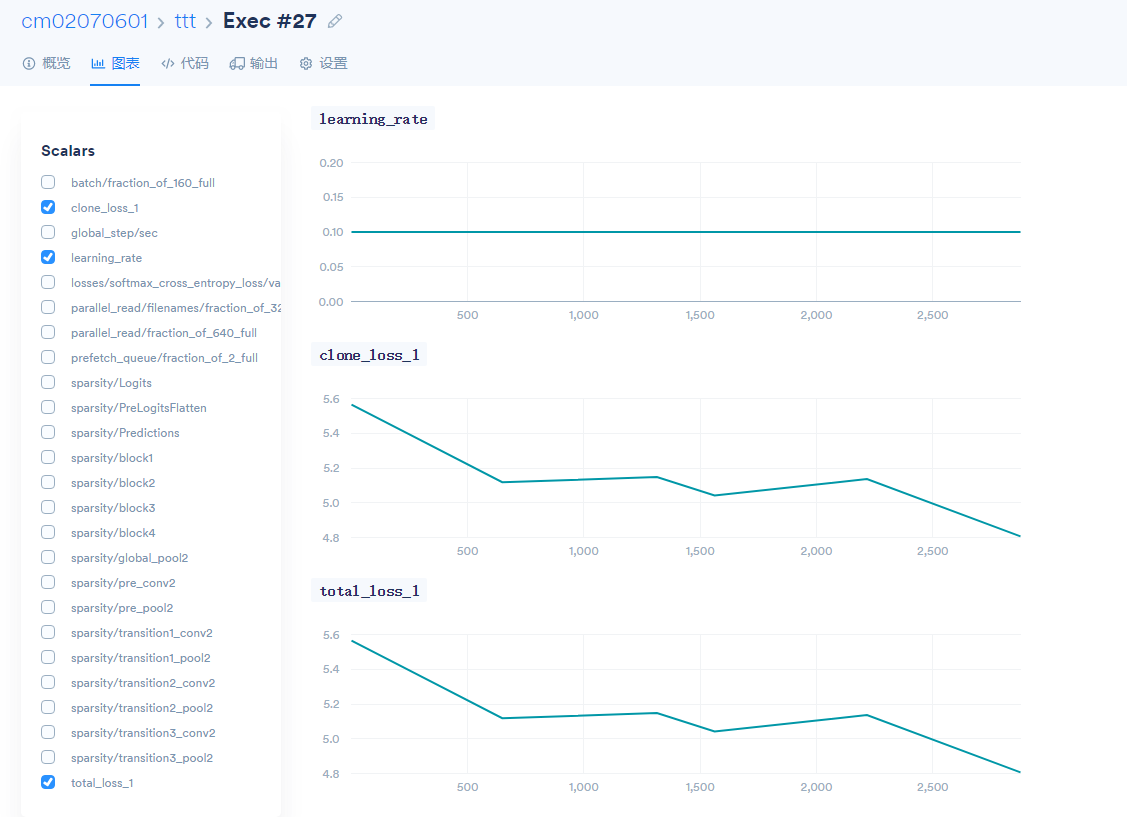 cm02070601 > ttt > Exec #27
概览 图表 代码 输出 设置
Scalars
batch/fraction_of_160_full
clone_loss_1
global_step/sec
learning_rate
losses/softmax_cross_entropy_loss/va
parallel_read/filenames/fraction_of_32
parallel_read/fraction_of_640_full
prefetch_queue/fraction_of_2_full
sparsity/Logits
sparsity/PreLogitsFlatten
sparsity/Predictions
sparsity/block1
sparsity/block2
sparsity/block3
sparsity/block4
sparsity/global_pool2
sparsity/pre_conv2
sparsity/pre_pool2
sparsity/transition1_conv2
sparsity/transition1_pool2
sparsity/transition2_conv2
sparsity/transition2_pool2
sparsity/transition3_conv2
sparsity/transition3_pool2
total_loss_1
learning_rate
0.20
0.15
0.10
0.05
0.00
500 1,000 1,500 2,000 2,500
clone_loss_1
5.6
5.4
5.2
5.0
4.8
500 1,000 1,500 2,000 2,500
total_loss_1
5.6
5.4
5.2
5.0
4.8
500 1,000 1,500 2,000 2,500